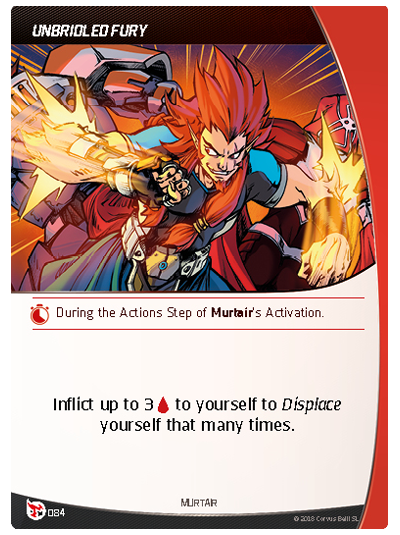 UNBRIDLED FURY
During the Actions Step of Murtair's Activation.
Inflict up to 3 to yourself to Displace
yourself that many times.
084
MURTAIR
© 2018 Corvus Belli SL